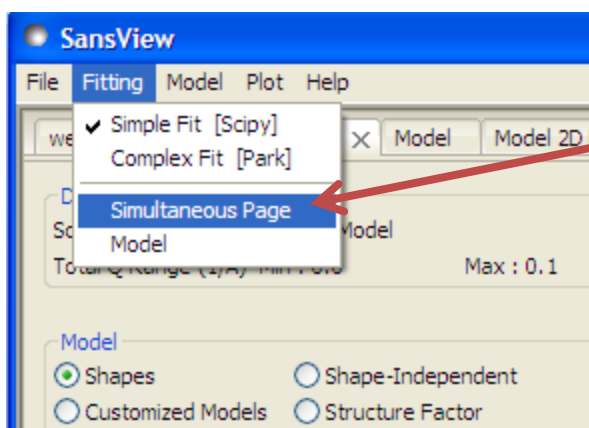 SansView
File Fitting Model Plot Help
we Model Model 2D
Simple Fit [Scipy]
Complex Fit [Park]
Simultaneous Page
Model
Model
Max : 0.1
Model
Shapes Shape-Independent
Customized Models Structure Factor